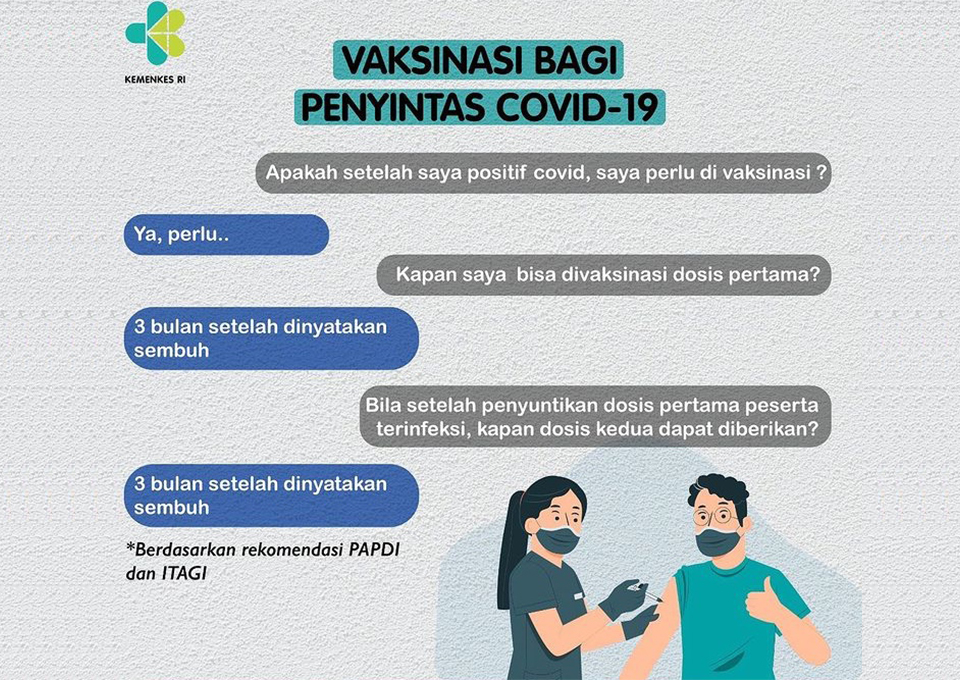 KEMENKES RI
VAKSINASI BAGI
PENYINTAS COVID-19
Apakah setelah saya positif covid, saya perlu di vaksinasi ?
Ya, perlu..
Kapan saya bisa divaksinasi dosis pertama?
3 bulan setelah dinyatakan
sembuh
Bila setelah penyuntikan dosis pertama peserta
terinfeksi, kapan dosis kedua dapat diberikan?
3 bulan setelah dinyatakan
sembuh
*Berdasarkan rekomendasi PAPDI
dan ITAGI